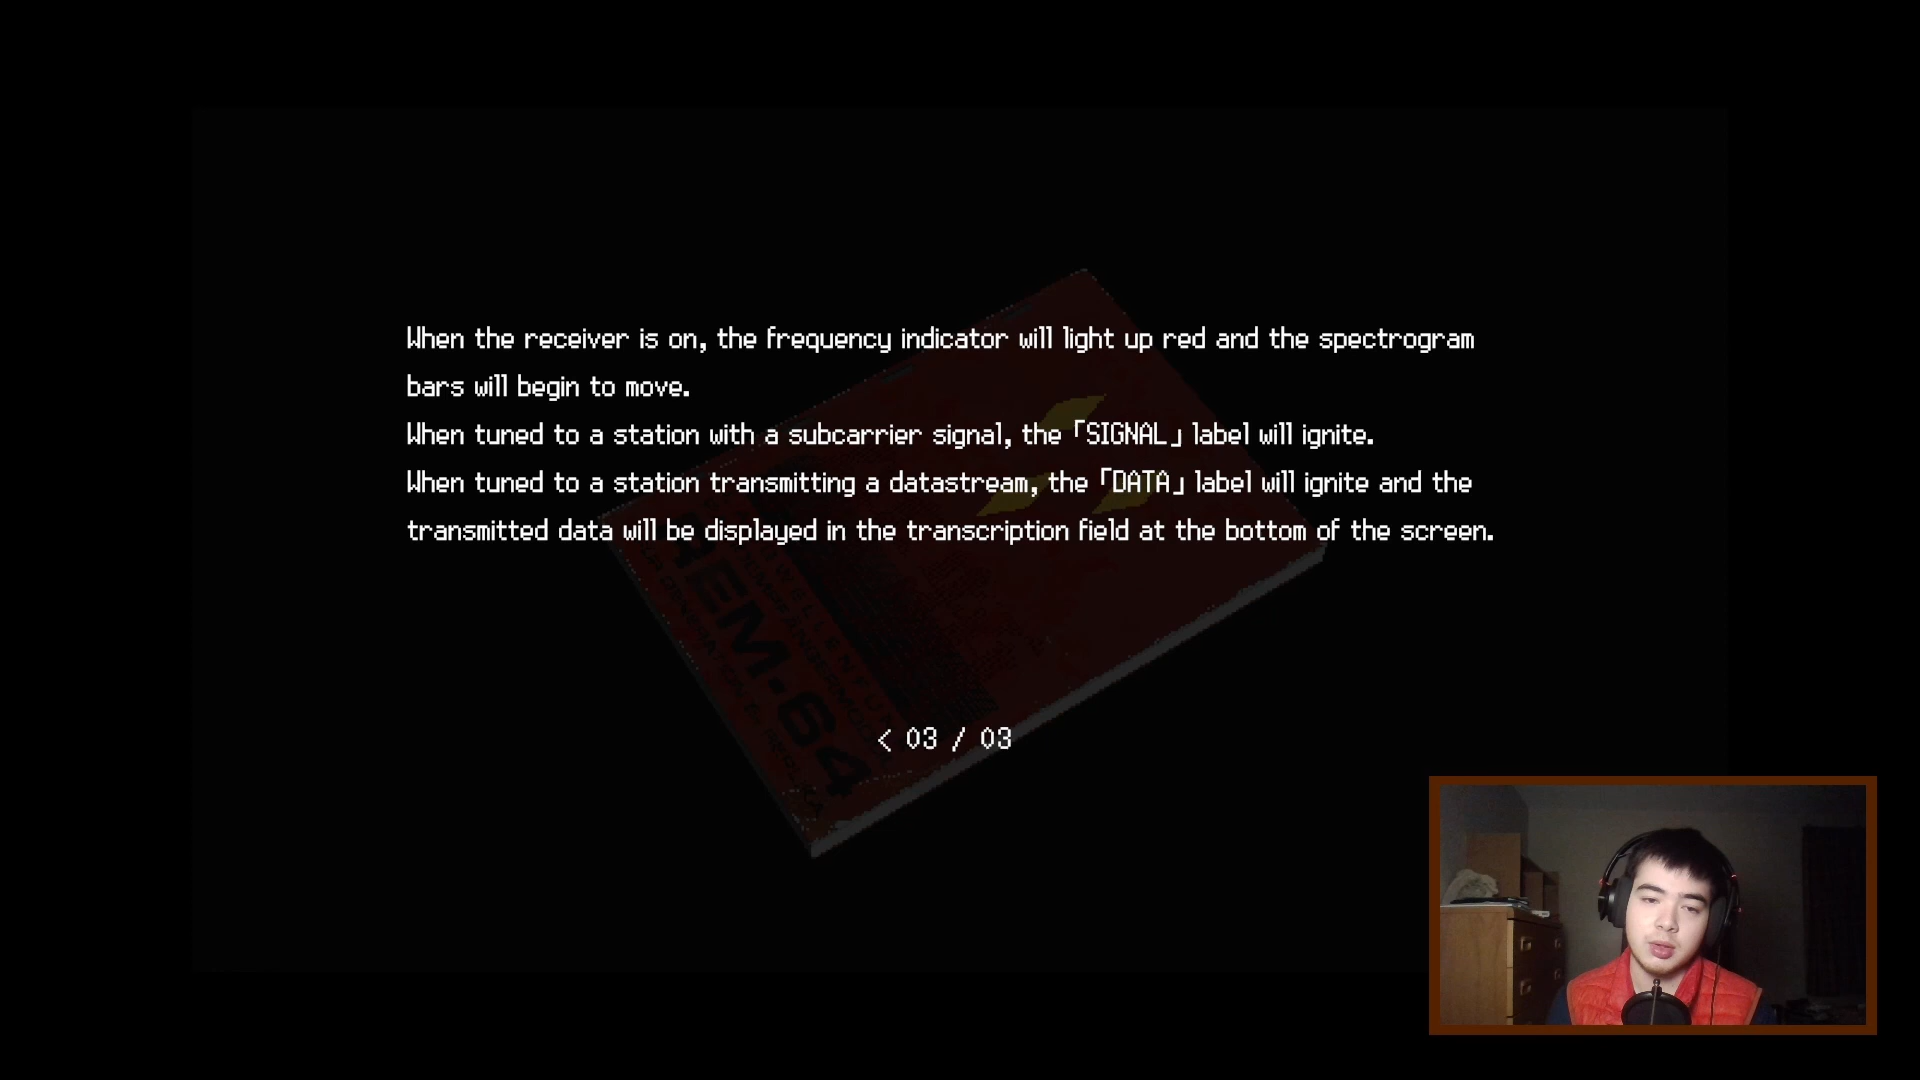 When the receiver is on, the frequency indicator will light up red and the spectrogram
bars will begin to move.
When tuned to a station with a subcarrier signal, the「SIGNAL」label will ignite.
When tuned to a station transmitting a datastream, the「DATA」label will ignite and the
transmitted data will be displayed in the transcription field at the bottom of the screen.
AEM-64
< 03 / 03